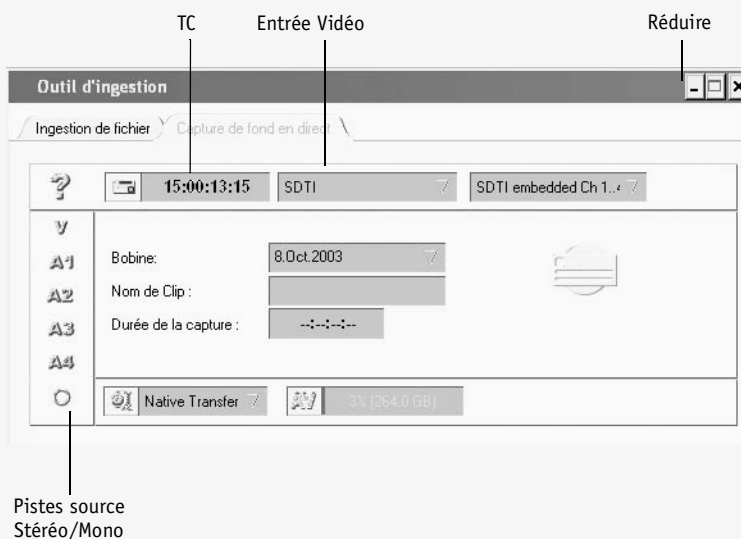 TC Entrée Vidéo Réduire
Outil d'ingestion
Ingestion de fichier Capture de fond en direct
15:00:13:15 SDTI SDTI embedded Ch 1..
V
A1 Bobine: 8.Oct.2003
A2 Nom de Clip :
A3 Durée de la capture : --:--:--:--
A4
Native Transfer 3% (264.0 GB)
Pistes source
Stéréo/Mono